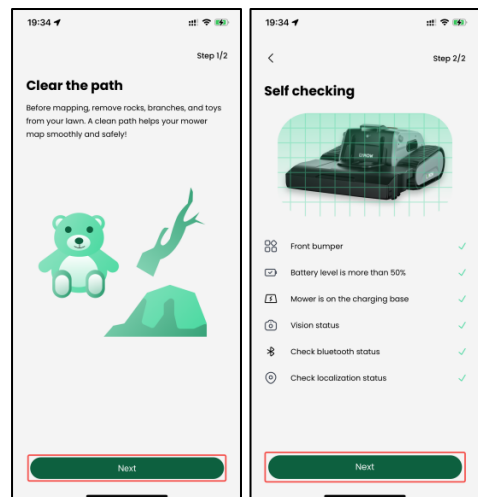 19:34
Step 1/2
Clear the path
Before mapping, remove rocks, branches, and toys
from your lawn. A clean path helps your mower
map smoothly and safely!
Next
19:34
Step 2/2
Self checking
Front bumper
Battery level is more than 50%
Mower is on the charging base
Vision status
Check bluetooth status
Check localization status
Next